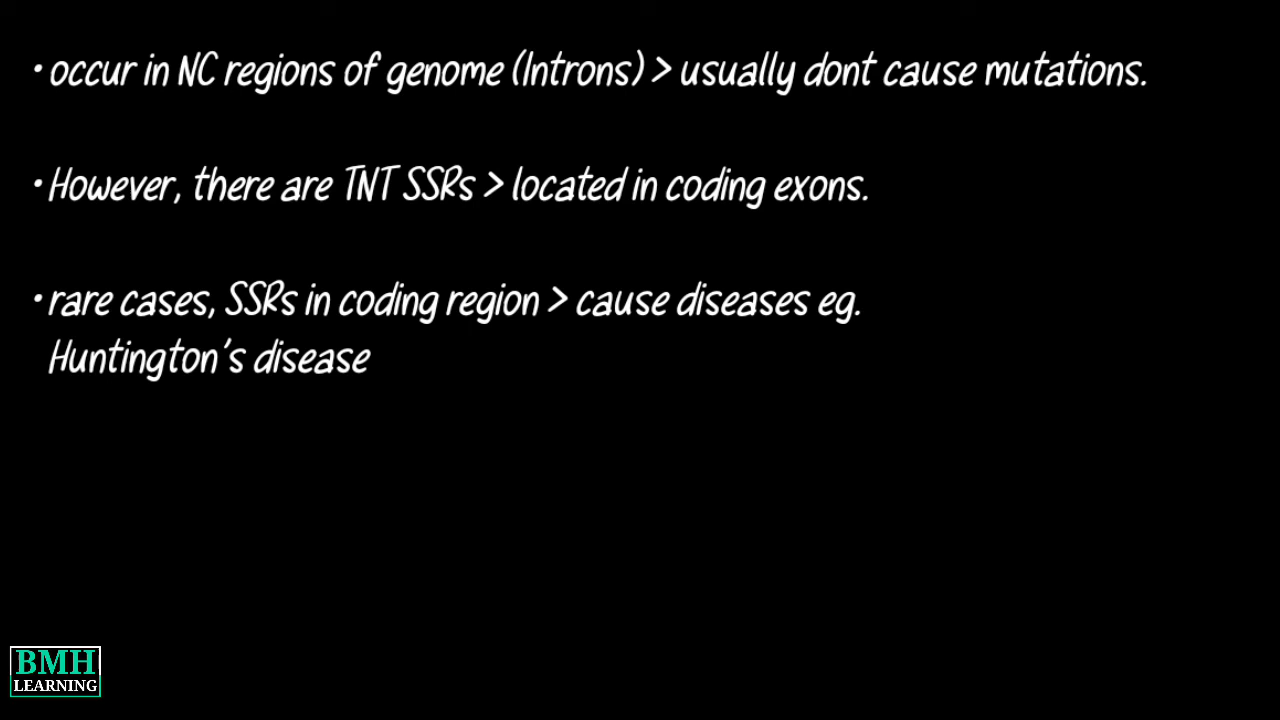 • occur in NC regions of genome (Introns) > usually dont cause mutations.
• However, there are TNT SSRs > located in coding exons.
• rare cases, SSRs in coding region > cause diseases eg.
Huntington's disease
BMH
LEARNING